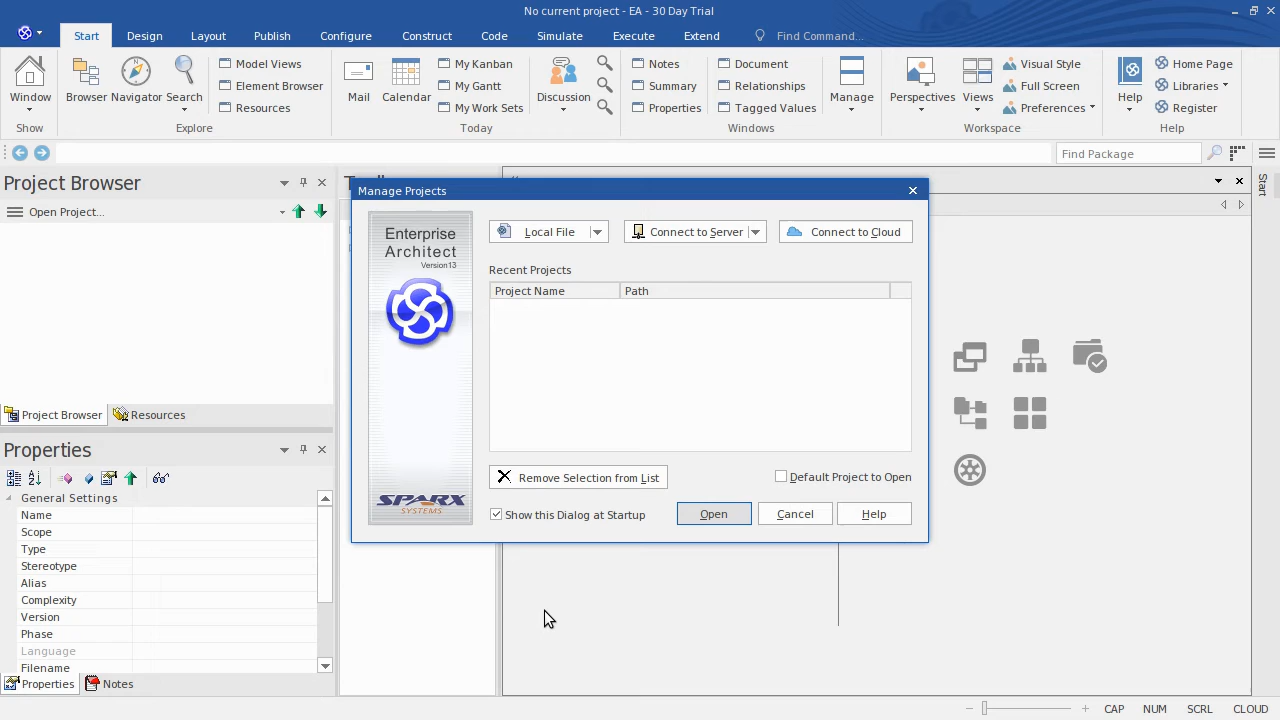 No current project - EA - 30 Day Trial
Start Design Layout Publish Configure Construct Code Simulate Execute Extend Find Command...
Window
Show
Browser Navigator Search
Model Views
Element Browser
Resources
Explore
Mail Calendar
My Kanban
My Gantt
My Work Sets
Discussion
Today
Notes
Summary
Properties
Document
Relationships
Tagged Values
Manage
Windows
Perspectives Views
Visual Style
Full Screen
Preferences
Workspace
Help
Home Page
Libraries
Register
Help
Find Package
Project Browser
Open Project...
Project Browser Resources
Properties
General Settings
Name
Scope
Type
Stereotype
Alias
Complexity
Version
Phase
Language
Filename
Properties Notes
Manage Projects
Enterprise
Architect
Version13
SPARX
SYSTEMS
Local File Connect to Server Connect to Cloud
Recent Projects
Project Name Path
Remove Selection from List Default Project to Open
Show this Dialog at Startup Open Cancel Help
Start
CAP NUM SCRL CLOUD